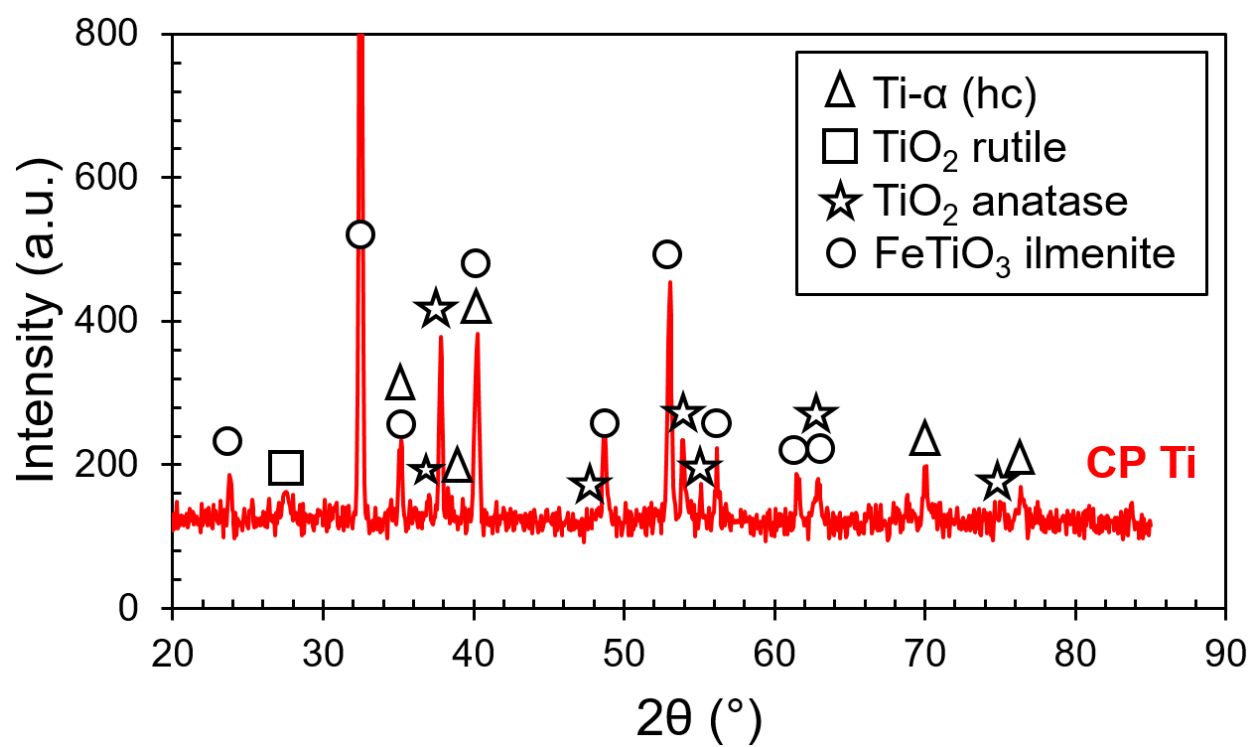 800
600
400
200
0
Intensity (a.u.)
Ti-α (hc)
TiO₂ rutile
TiO₂ anatase
FeTiO₃ ilmenite
CP Ti
20 30 40 50 60 70 80 90
2θ (°)